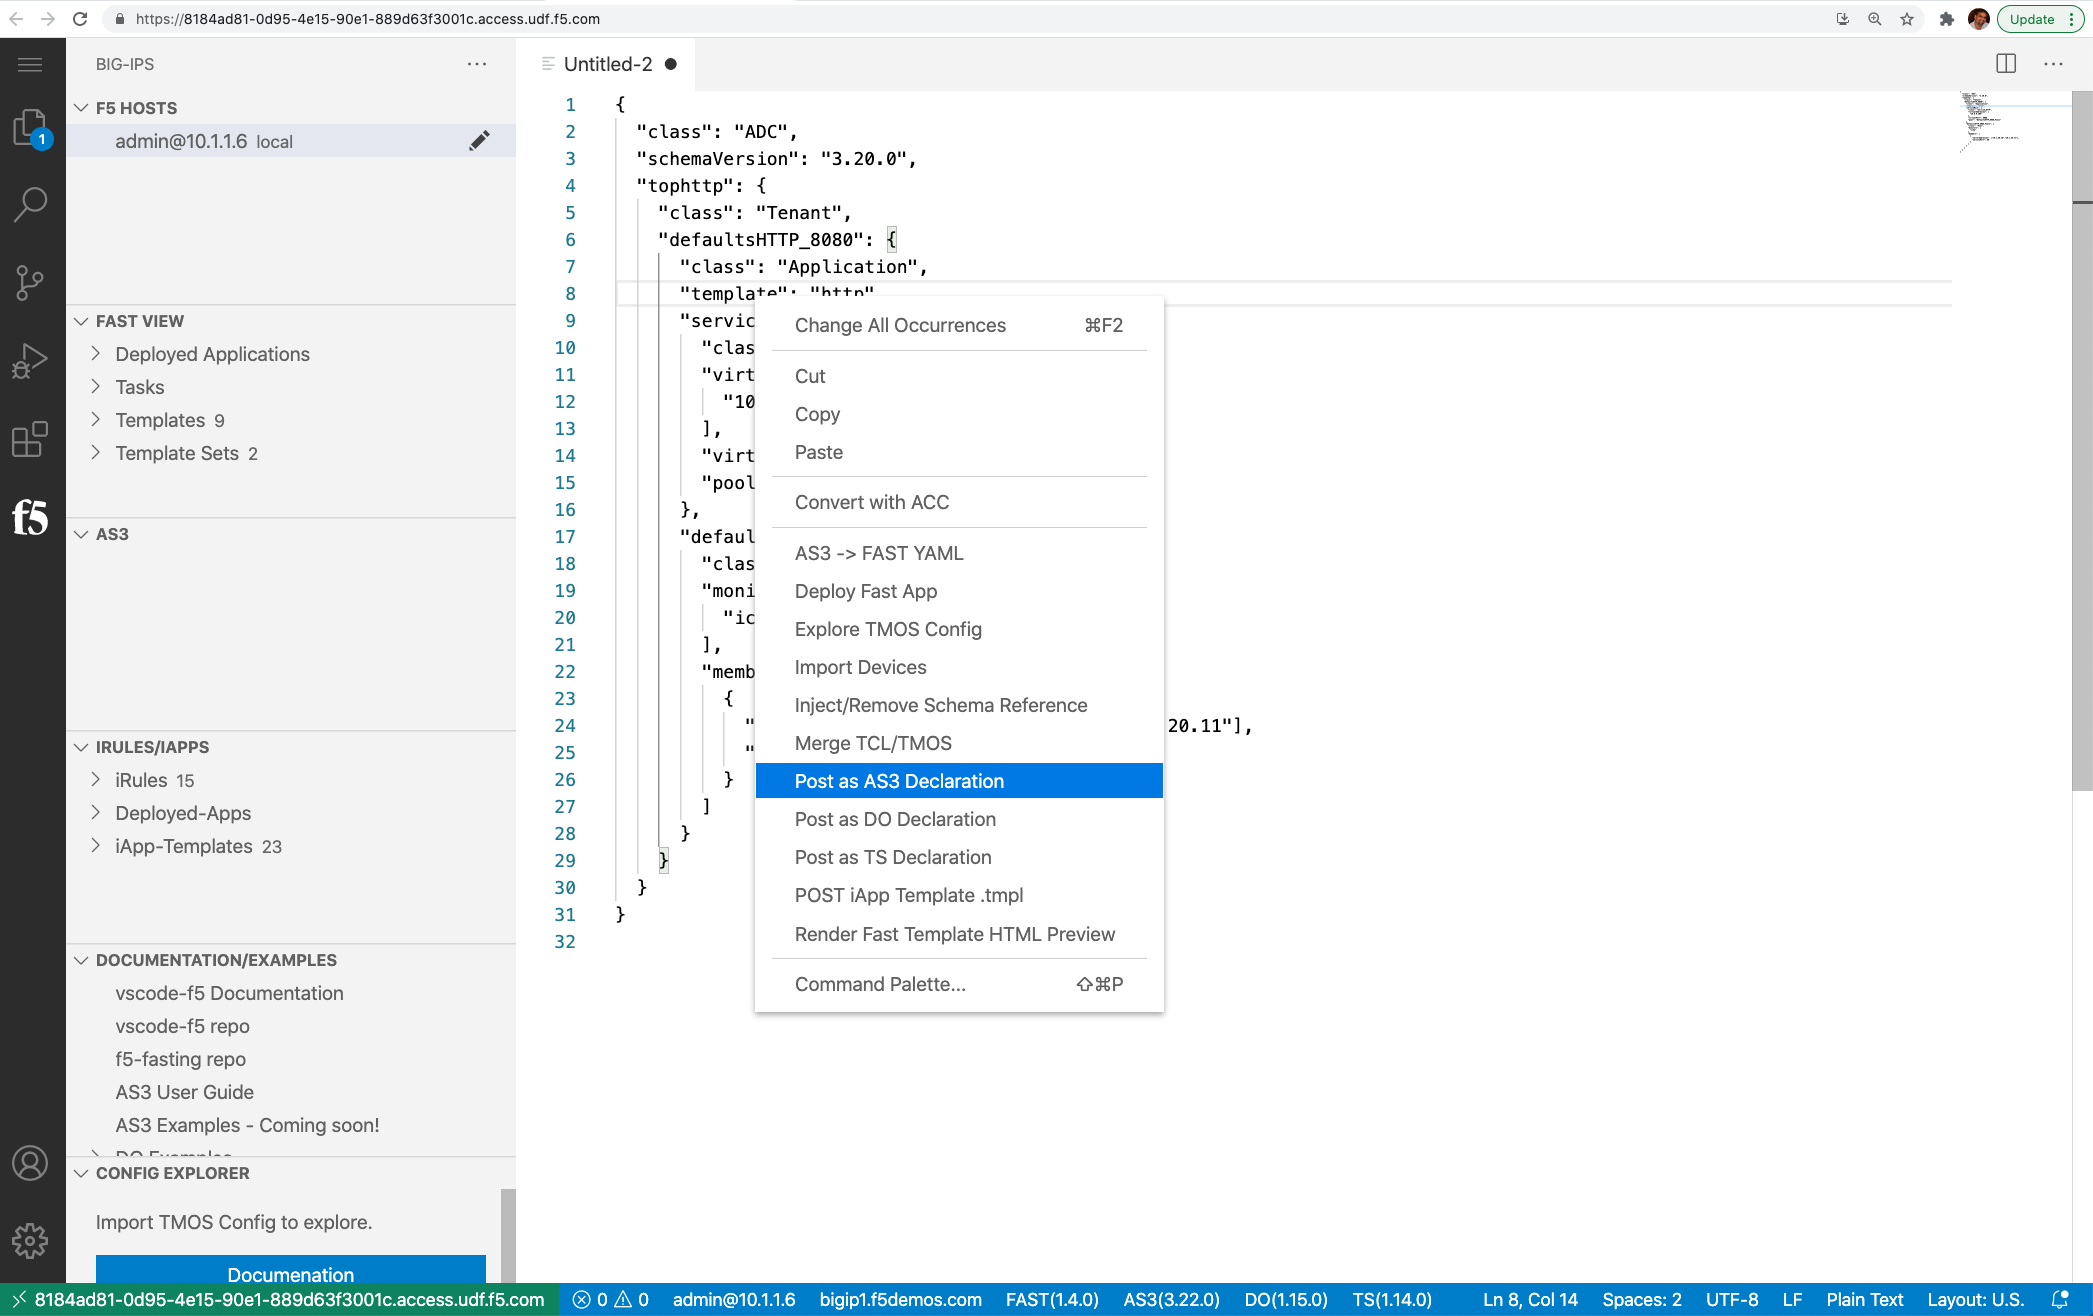 https://8184ad81-0d95-4e15-90e1-889d63f3001c.access.udf.f5.com
Update
BIG-IPS
F5 HOSTS
admin@10.1.1.6 local
FAST VIEW
Deployed Applications
Tasks
Templates 9
Template Sets 2
AS3
IRULES/IAPPS
iRules 15
Deployed-Apps
iApp-Templates 23
DOCUMENTATION/EXAMPLES
vscode-f5 Documentation
vscode-f5 repo
f5-fasting repo
AS3 User Guide
AS3 Examples - Coming soon!
DO Examples
CONFIG EXPLORER
Import TMOS Config to explore.
Documenation
1
f5
Untitled-2
1 {
2 "class": "ADC",
3 "schemaVersion": "3.20.0",
4 "tophttp": {
5 "class": "Tenant",
6 "defaultsHTTP_8080": {
7 "class": "Application",
8 "template": "http"
9 "servic
10 "clas
11 "virt
12 "10
13 ],
14 "virt
15 "pool
16 },
17 "defaul
18 "clas
19 "moni
20 "ic
21 ],
22 "memb
23 {
24 " 20.11"],
25 "
26 }
27 ]
28 }
29 }
30 }
31 }
32
Change All Occurrences ⌘F2
Cut
Copy
Paste
Convert with ACC
AS3 -> FAST YAML
Deploy Fast App
Explore TMOS Config
Import Devices
Inject/Remove Schema Reference
Merge TCL/TMOS
Post as AS3 Declaration
Post as DO Declaration
Post as TS Declaration
POST iApp Template .tmpl
Render Fast Template HTML Preview
Command Palette... ⇧⌘P
8184ad81-0d95-4e15-90e1-889d63f3001c.access.udf.f5.com 0 0 admin@10.1.1.6 bigip1.f5demos.com FAST(1.4.0) AS3(3.22.0) DO(1.15.0) TS(1.14.0) Ln 8, Col 14 Spaces: 2 UTF-8 LF Plain Text Layout: U.S.